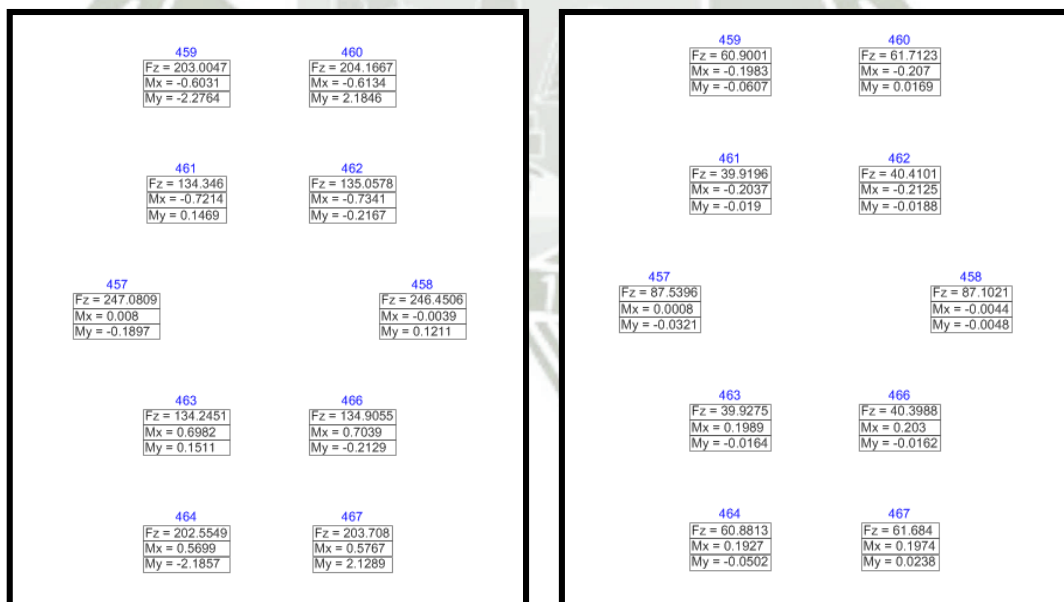 459
Fz = 203.0047
Mx = -0.6031
My = -2.2764
460
Fz = 204.1667
Mx = -0.6134
My = 2.1846
461
Fz = 134.346
Mx = -0.7214
My = 0.1469
462
Fz = 135.0578
Mx = -0.7341
My = -0.2167
457
Fz = 247.0809
Mx = 0.008
My = -0.1897
458
Fz = 246.4506
Mx = -0.0039
My = 0.1211
463
Fz = 134.2451
Mx = 0.6982
My = 0.1511
466
Fz = 134.9055
Mx = 0.7039
My = -0.2129
464
Fz = 202.5549
Mx = 0.5699
My = -2.1857
467
Fz = 203.708
Mx = 0.5767
My = 2.1289
459
Fz = 60.9001
Mx = -0.1983
My = -0.0607
460
Fz = 61.7123
Mx = -0.207
My = 0.0169
461
Fz = 39.9196
Mx = -0.2037
My = -0.019
462
Fz = 40.4101
Mx = -0.2125
My = -0.0188
457
Fz = 87.5396
Mx = 0.0008
My = -0.0321
458
Fz = 87.1021
Mx = -0.0044
My = -0.0048
463
Fz = 39.9275
Mx = 0.1989
My = -0.0164
466
Fz = 40.3988
Mx = 0.203
My = -0.0162
464
Fz = 60.8813
Mx = 0.1927
My = -0.0502
467
Fz = 61.684
Mx = 0.1974
My = 0.0238